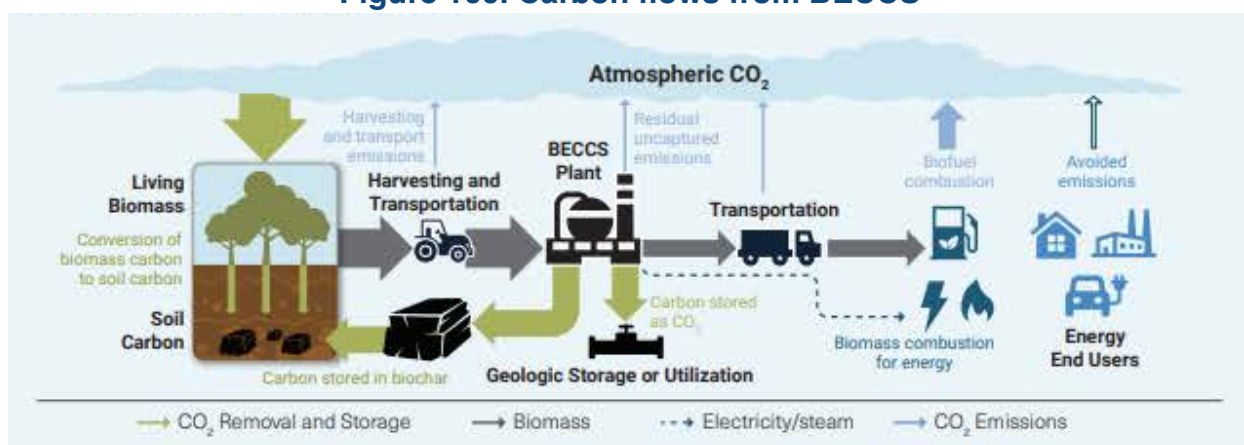 Figure 100. Carbon flows from BECCS
Atmospheric CO₂
Harvesting
and transport
emissions
Residual
uncaptured
emissions
BECCS
Plant
Biofuel
combustion
Avoided
emissions
Living
Biomass
Harvesting and
Transportation
Transportation
Conversion of
biomass carbon
to soil carbon
Soil
Carbon
Carbon stored
as CO₂
Biomass combustion
for energy
Energy
End Users
Carbon stored in biochar
Geologic Storage or Utilization
CO₂ Removal and Storage
Biomass
Electricity/steam
CO₂ Emissions